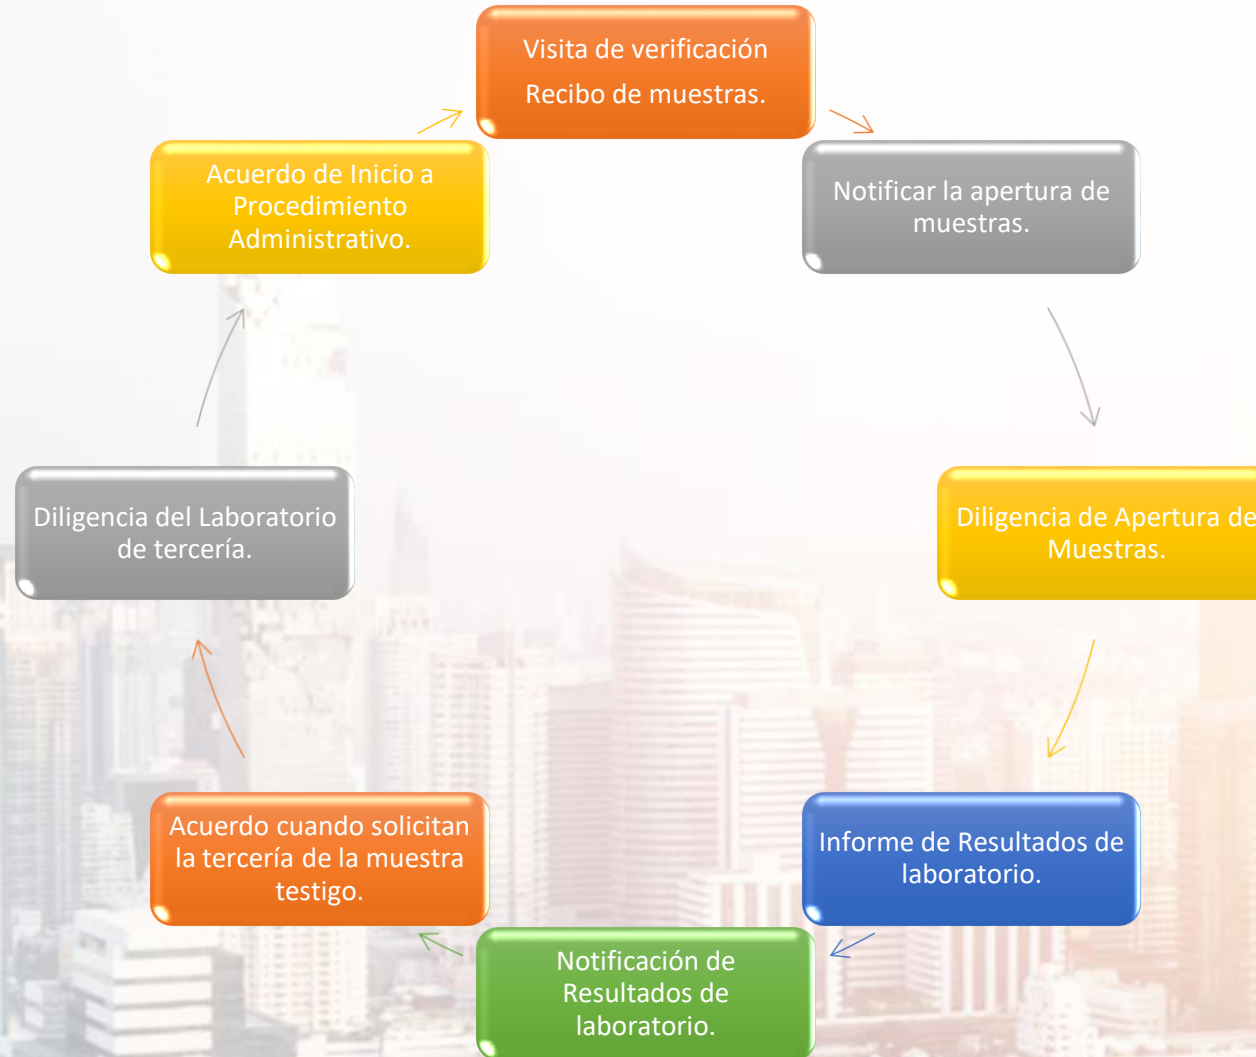 Visita de verificación
Recibo de muestras.
Notificar la apertura de
muestras.
Diligencia de Apertura de
Muestras.
Informe de Resultados de
laboratorio.
Notificación de
Resultados de
laboratorio.
Acuerdo cuando solicitan
la tercería de la muestra
testigo.
Diligencia del Laboratorio
de tercería.
Acuerdo de Inicio a
Procedimiento
Administrativo.